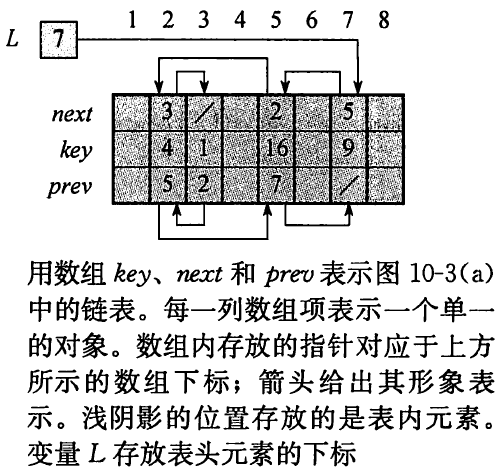 1 2 3 4 5 6 7 8
L 7
next 3 / 2 5
key 4 1 16 9
prev 5 2 7 /
用数组 key、next 和 prev 表示图 10-3(a)
中的链表。每一列数组项表示一个单一
的对象。数组内存放的指针对应于上方
所示的数组下标；箭头给出其形象表
示。浅阴影的位置存放的是表内元素。
变量 L 存放表头元素的下标